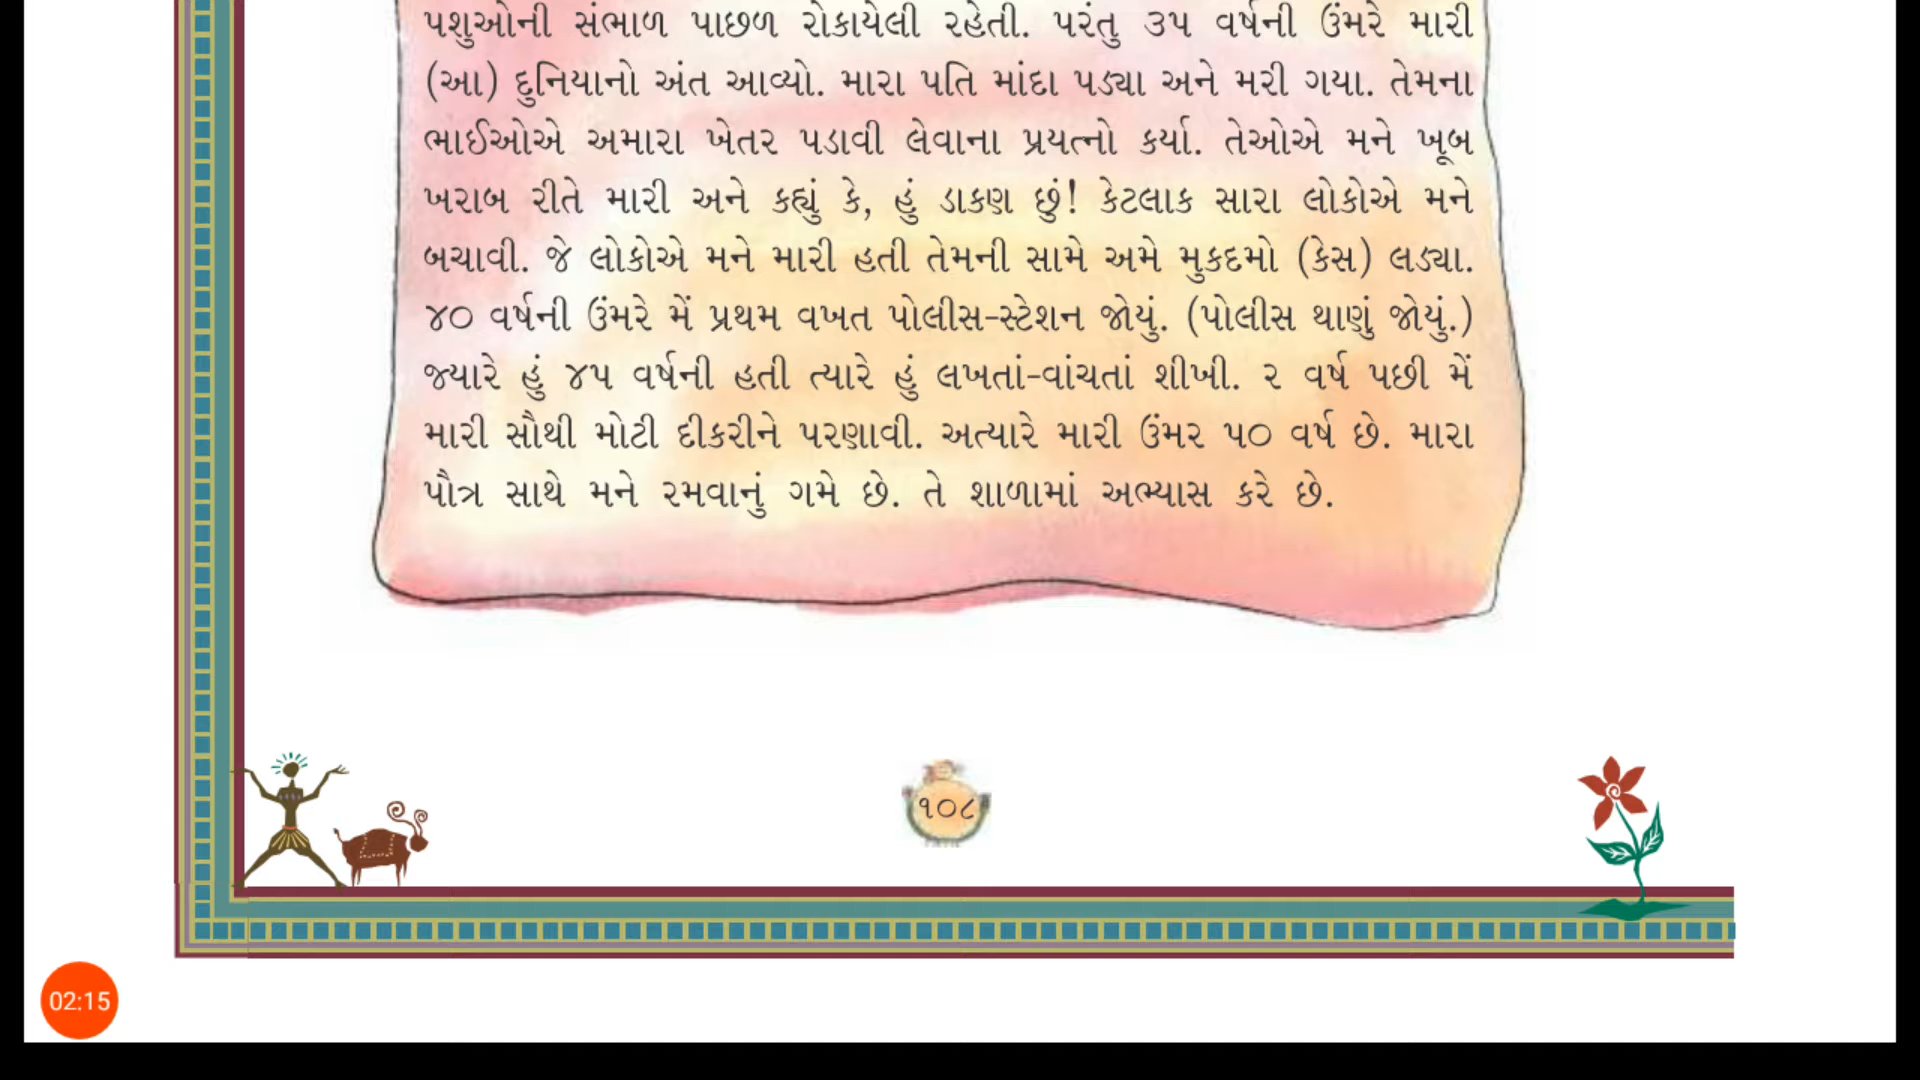 પશુઓની સંભાળ પાછળ રોકાયેલી રહેતી. પરંતુ ૩૫ વર્ષની ઉંમરે મારી
(આ) દુનિયાનો અંત આવ્યો. મારા પતિ માંદા પડ્યા અને મરી ગયા. તેમના
ભાઈઓએ અમારા ખેતર પડાવી લેવાના પ્રયત્નો કર્યા. તેઓએ મને ખૂબ
ખરાબ રીતે મારી અને કહ્યું કે, હું ડાકણ છું! કેટલાક સારા લોકોએ મને
બચાવી. જે લોકોએ મને મારી હતી તેમની સામે અમે મુકદમો (કેસ) લડ્યા.
૪૦ વર્ષની ઉંમરે મેં પ્રથમ વખત પોલીસ-સ્ટેશન જોયું. (પોલીસ થાણું જોયું.)
જ્યારે હું ૪૫ વર્ષની હતી ત્યારે હું લખતાં-વાંચતાં શીખી. ૨ વર્ષ પછી મેં
મારી સૌથી મોટી દીકરીને પરણાવી. અત્યારે મારી ઉંમર ૫૦ વર્ષ છે. મારા
પૌત્ર સાથે મને રમવાનું ગમે છે. તે શાળામાં અભ્યાસ કરે છે.
૧૦૮
02:15